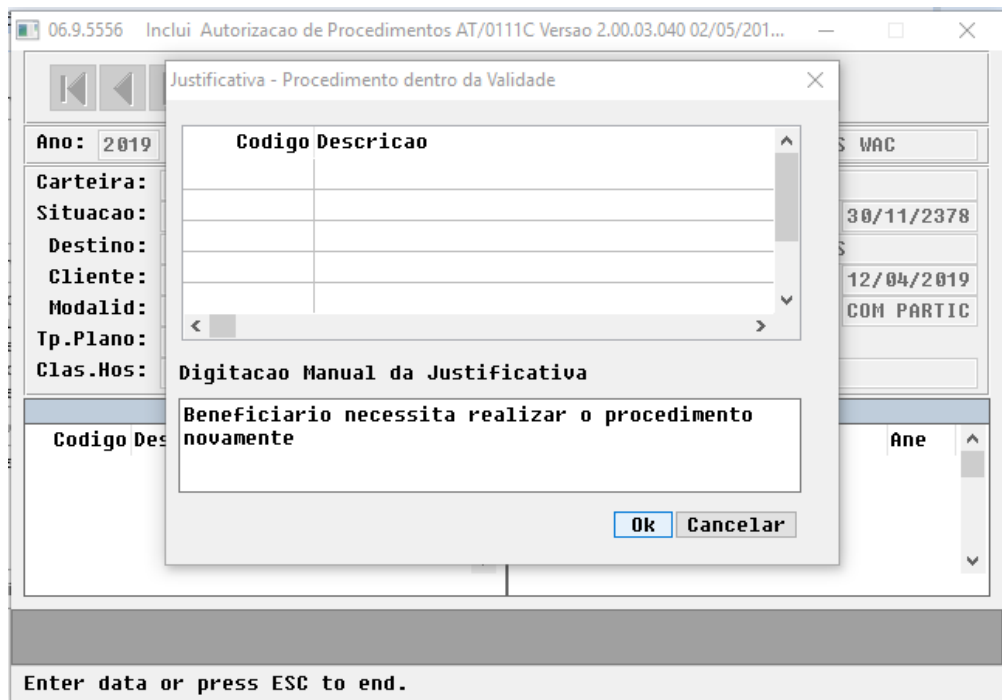 06.9.5556 Inclui Autorizacao de Procedimentos AT/0111C Versao 2.00.03.040 02/05/201...
Justificativa - Procedimento dentro da Validade
Ano: 2019
WAC
Codigo Descricao
Carteira:
Situacao:
30/11/2378
Destino:
Cliente:
12/04/2019
Modalid:
COM PARTIC
Tp.Plano:
Clas.Hos:
Digitacao Manual da Justificativa
Beneficiario necessita realizar o procedimento
novamente
Codigo Des
Ane
Ok Cancelar
Enter data or press ESC to end.